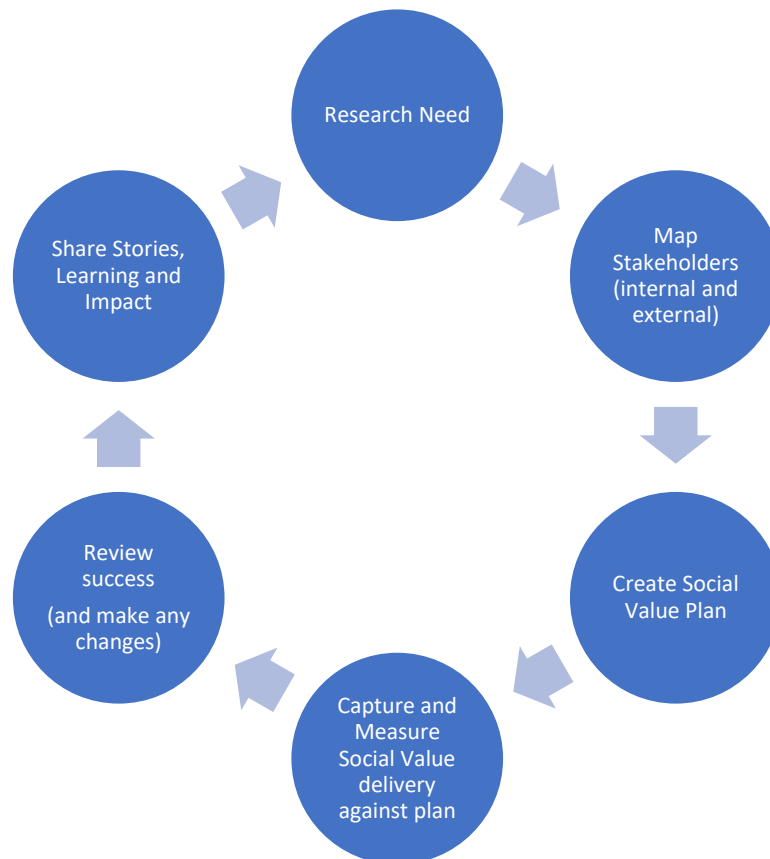 Research Need
Map
Stakeholders
(internal and
external)
Create Social
Value Plan
Capture and
Measure
Social Value
delivery
against plan
Review
success
(and make any
changes)
Share Stories,
Learning and
Impact